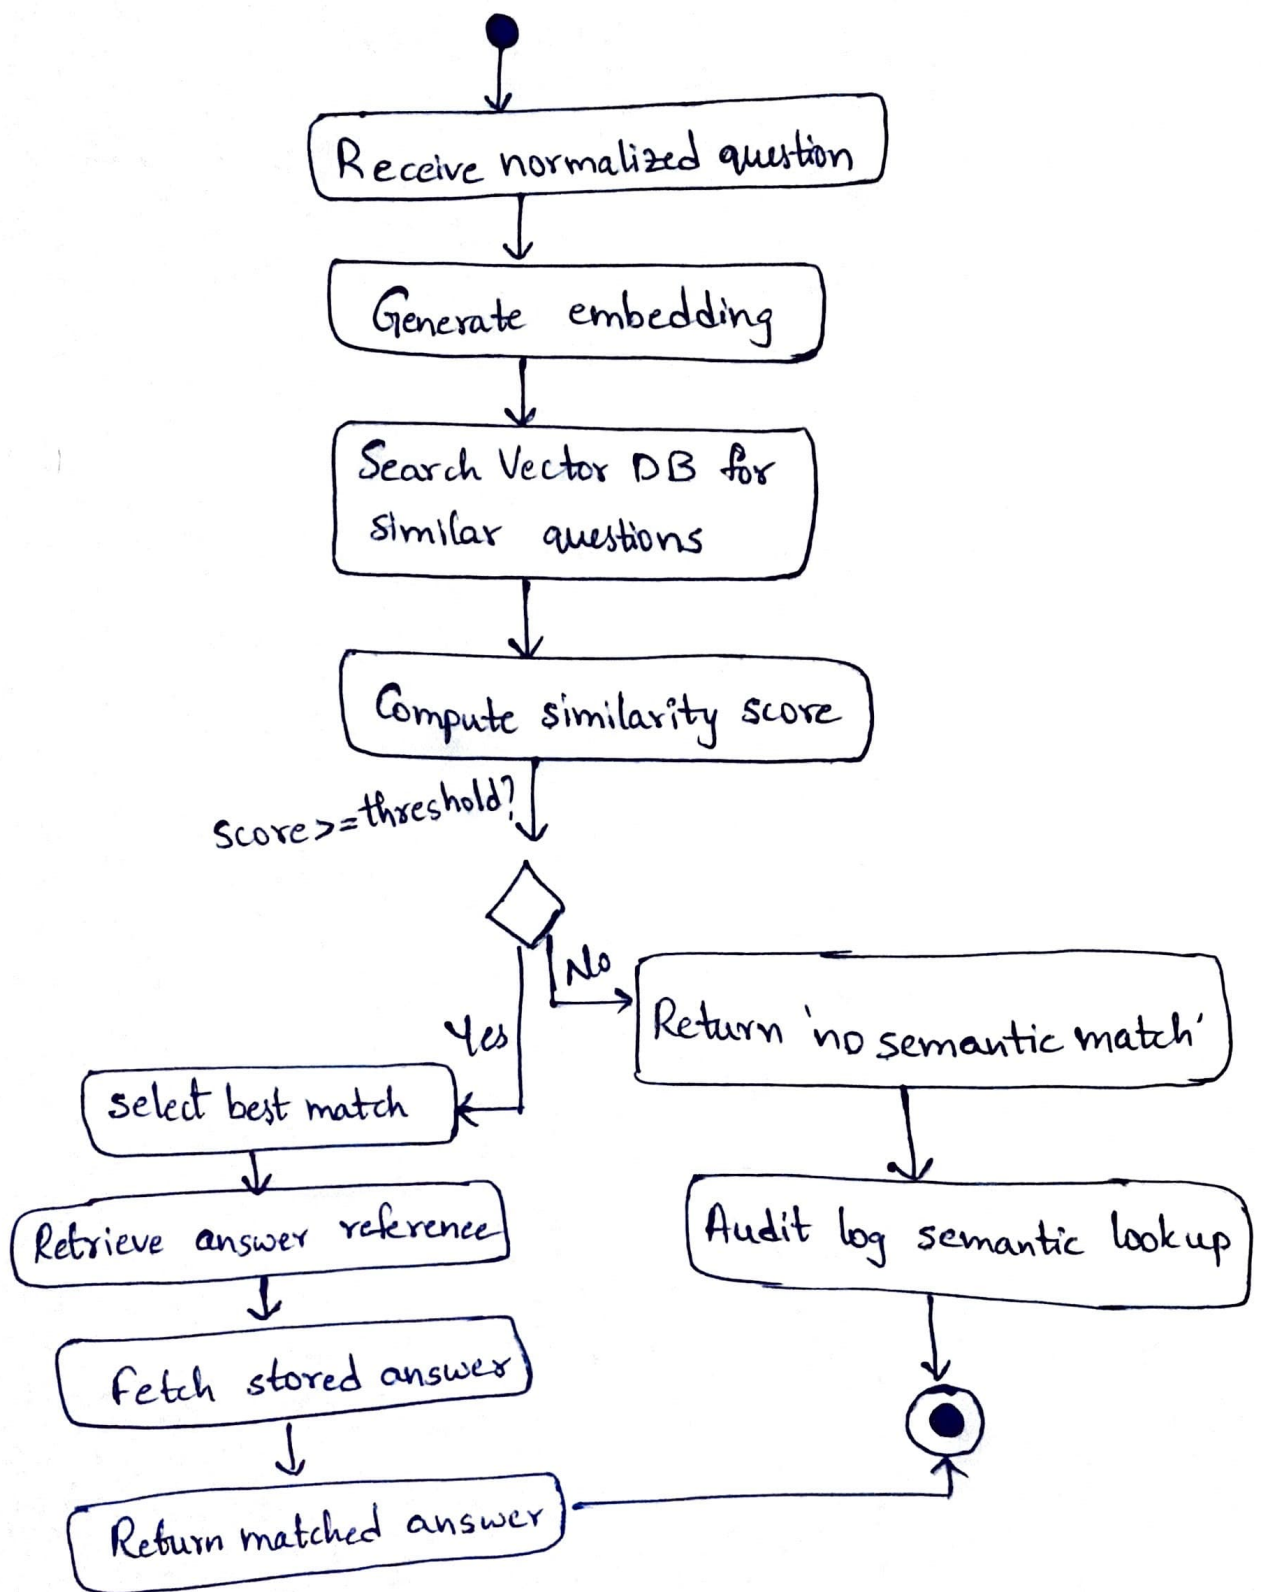 Receive normalized question
Generate embedding
Search Vector DB for
similar questions
Compute similarity score
Score>=threshold?
No
Yes
Return 'no semantic match'
select best match
Audit log semantic lookup
Retrieve answer reference
Fetch stored answer
Return matched answer